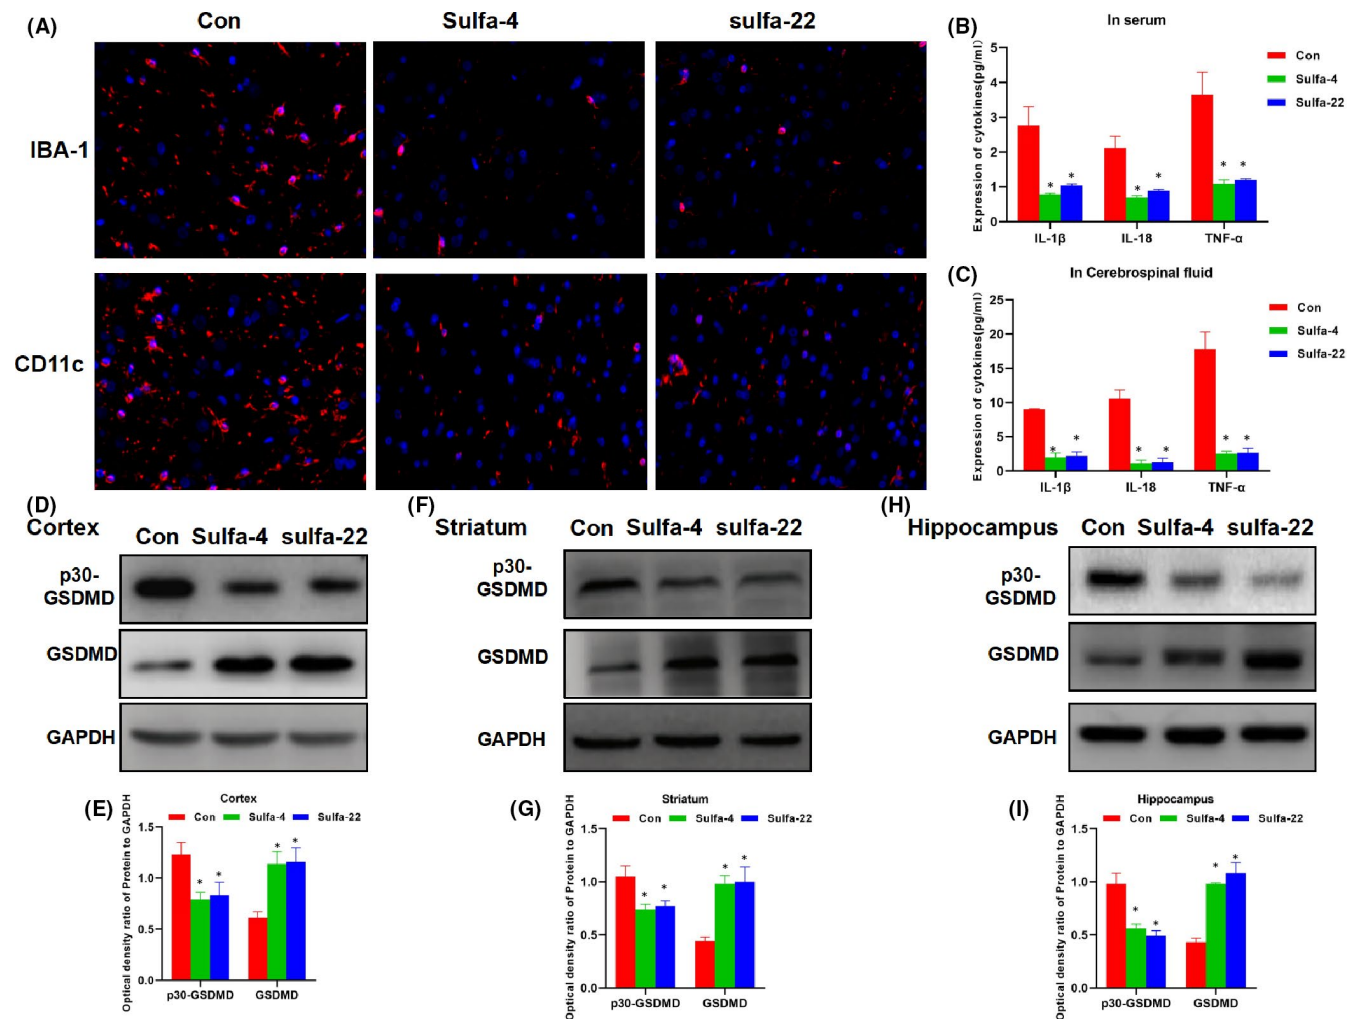 (A)
Con
Sulfa-4
sulfa-22
IBA-1
CD11c
(B)
In serum
Expression of cytokines(pg/ml)
5
4
3
2
1
0
* * * * * *
IL-1β IL-18 TNF-α
Con
Sulfa-4
Sulfa-22
(C)
In Cerebrospinal fluid
Expression of cytokines(pg/ml)
25
20
15
10
5
0
* * * * * *
IL-1β IL-18 TNF-α
Con
Sulfa-4
Sulfa-22
(D)
Cortex
Con Sulfa-4 sulfa-22
p30-
GSDMD
GSDMD
GAPDH
(F)
Striatum
Con Sulfa-4 sulfa-22
p30-
GSDMD
GSDMD
GAPDH
(H)
Hippocampus
Con Sulfa-4 sulfa-22
p30-
GSDMD
GSDMD
GAPDH
(E)
Cortex
Con Sulfa-4 Sulfa-22
Optical density ratio of Protein to GAPDH
1.5
1.0
0.5
0.0
* * * *
p30-GSDMD GSDMD
(G)
Striatum
Con Sulfa-4 Sulfa-22
Optical density ratio of Protein to GAPDH
1.5
1.0
0.5
0.0
* * * *
p30-GSDMD GSDMD
(I)
Hippocampus
Con Sulfa-4 Sulfa-22
Optical density ratio of Protein to GAPDH
1.5
1.0
0.5
0.0
* * * *
p30-GSDMD GSDMD